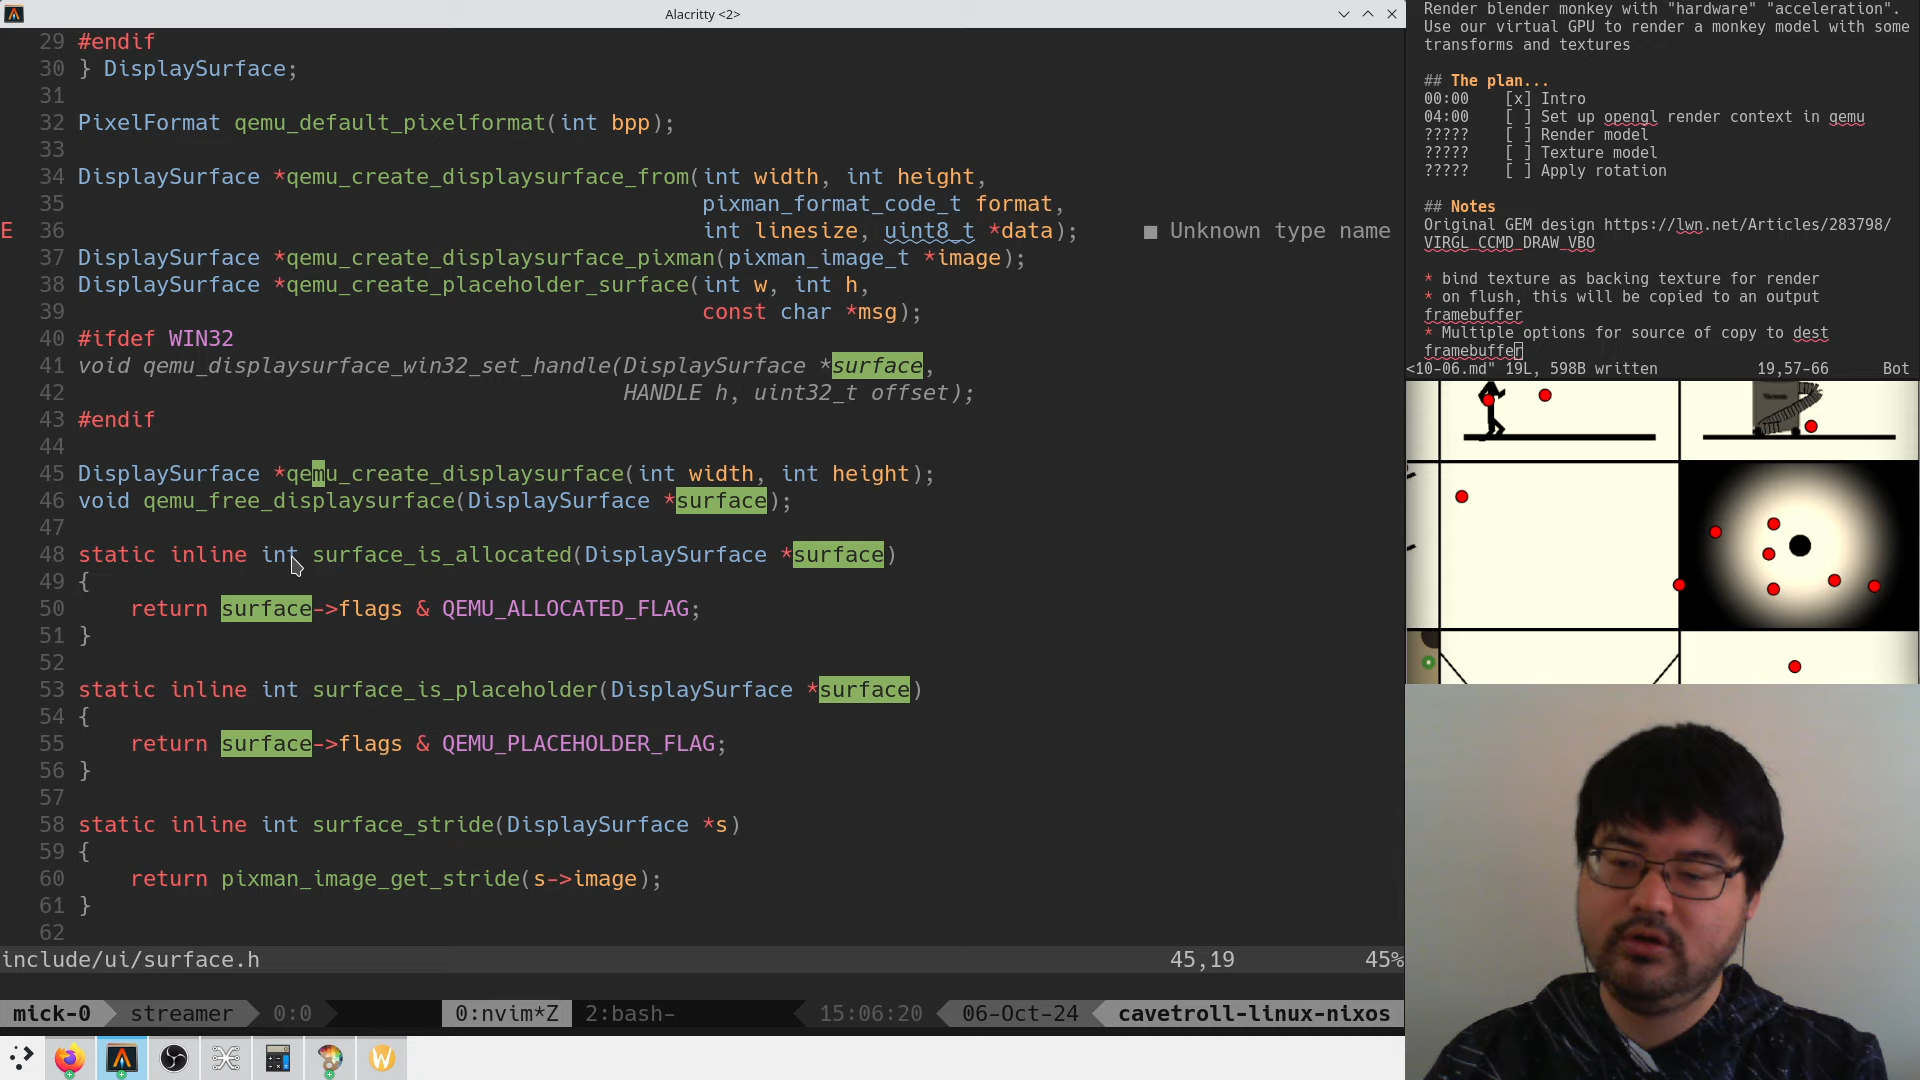 Alacritty <2>
29 #endif
30 } DisplaySurface;
31
32 PixelFormat qemu_default_pixelformat(int bpp);
33
34 DisplaySurface *qemu_create_displaysurface_from(int width, int height,
35 pixman_format_code_t format,
E 36 int linesize, uint8_t *data); ■ Unknown type name
37 DisplaySurface *qemu_create_displaysurface_pixman(pixman_image_t *image);
38 DisplaySurface *qemu_create_placeholder_surface(int w, int h,
39 const char *msg);
40 #ifdef WIN32
41 void qemu_displaysurface_win32_set_handle(DisplaySurface *surface,
42 HANDLE h, uint32_t offset);
43 #endif
44
45 DisplaySurface *qemu_create_displaysurface(int width, int height);
46 void qemu_free_displaysurface(DisplaySurface *surface);
47
48 static inline int surface_is_allocated(DisplaySurface *surface)
49 {
50 return surface->flags & QEMU_ALLOCATED_FLAG;
51 }
52
53 static inline int surface_is_placeholder(DisplaySurface *surface)
54 {
55 return surface->flags & QEMU_PLACEHOLDER_FLAG;
56 }
57
58 static inline int surface_stride(DisplaySurface *s)
59 {
60 return pixman_image_get_stride(s->image);
61 }
62
include/ui/surface.h 45,19 45%
mick-0 streamer 0:0 0:nvim*Z 2:bash- 15:06:20 06-Oct-24 cavetroll-linux-nixos
Render blender monkey with "hardware" "acceleration".
Use our virtual GPU to render a monkey model with some
transforms and textures
## The plan...
00:00 [x] Intro
04:00 [ ] Set up opengl render context in qemu
????? [ ] Render model
????? [ ] Texture model
????? [ ] Apply rotation
## Notes
Original GEM design https://lwn.net/Articles/283798/
VIRGL_CCMD_DRAW_VBO
* bind texture as backing texture for render
* on flush, this will be copied to an output
framebuffer
* Multiple options for source of copy to dest
framebuffer
<10-06.md" 19L, 598B written 19,57-66 Bot